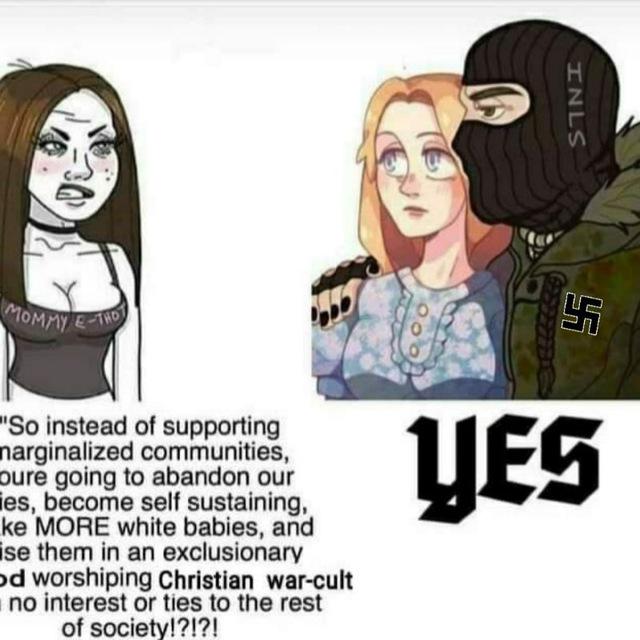 MOMMY E-THOT
INLS
"So instead of supporting
marginalized communities,
oure going to abandon our
ies, become self sustaining,
ke MORE white babies, and
ise them in an exclusionary
od worshiping Christian war-cult
no interest or ties to the rest
of society!?!?!
YES